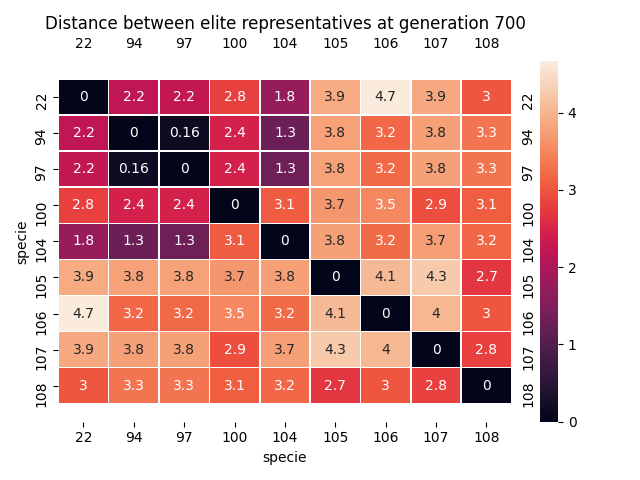 Distance between elite representatives at generation 700
22 94 97 100 104 105 106 107 108
22 0 2.2 2.2 2.8 1.8 3.9 4.7 3.9 3 22
94 2.2 0 0.16 2.4 1.3 3.8 3.2 3.8 3.3 94
97 2.2 0.16 0 2.4 1.3 3.8 3.2 3.8 3.3 97
100 2.8 2.4 2.4 0 3.1 3.7 3.5 2.9 3.1 100
104 1.8 1.3 1.3 3.1 0 3.8 3.2 3.7 3.2 104
105 3.9 3.8 3.8 3.7 3.8 0 4.1 4.3 2.7 105
106 4.7 3.2 3.2 3.5 3.2 4.1 0 4 3 106
107 3.9 3.8 3.8 2.9 3.7 4.3 4 0 2.8 107
108 3 3.3 3.3 3.1 3.2 2.7 3 2.8 0 108
22 94 97 100 104 105 106 107 108
specie
specie
4
3
2
1
0